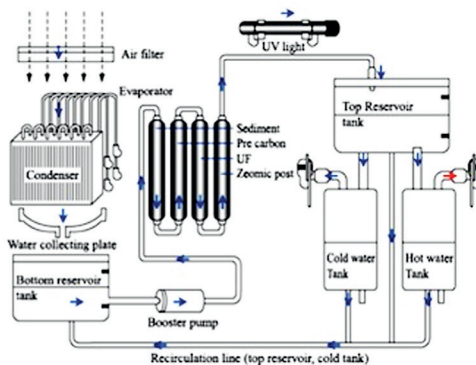 Air filter
Evaporator
Condenser
Water collecting plate
Bottom reservoir
tank
Booster pump
Sediment
Pre carbon
UF
Zeomic post
UV light
Top Reservoir
tank
Cold water
Tank
Hot water
Tank
Recirculation line (top reservoir, cold tank)